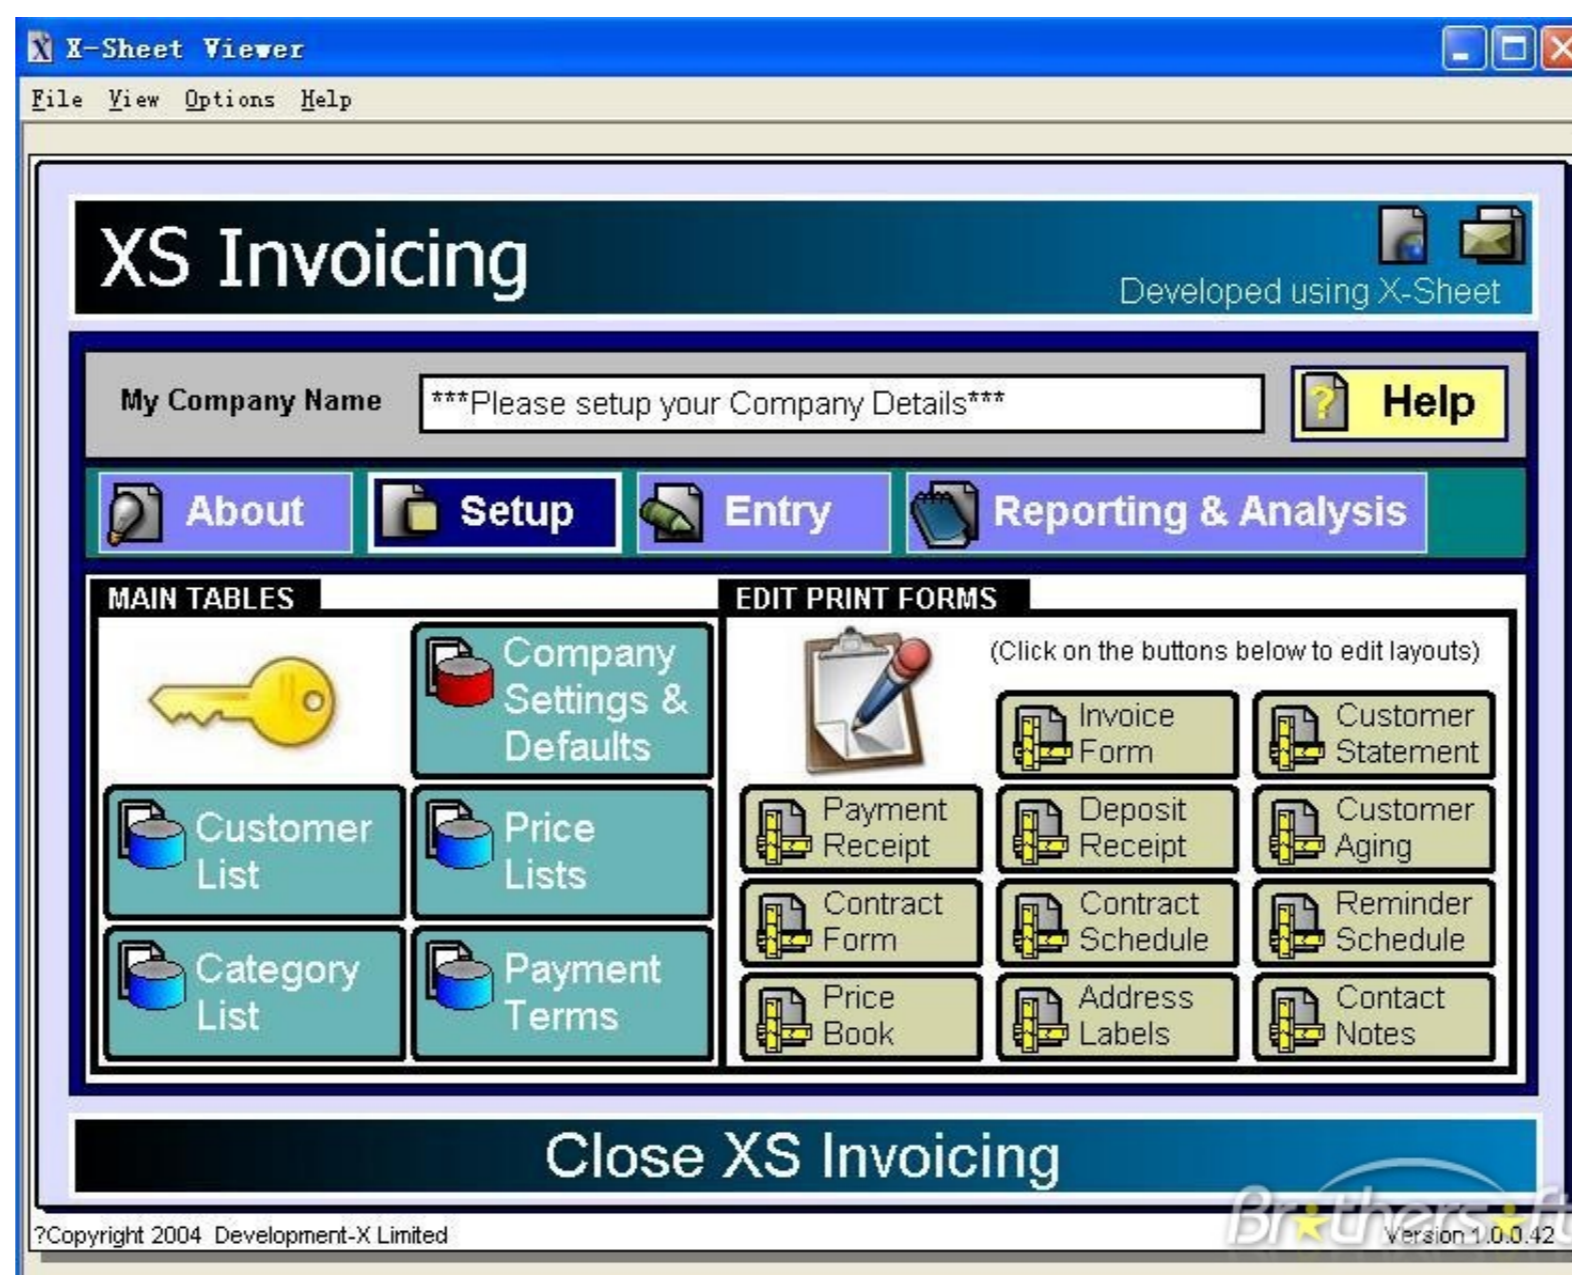 X-Sheet Viewer
File View Options Help
XS Invoicing
Developed using X-Sheet
My Company Name
***Please setup your Company Details***
Help
About
Setup
Entry
Reporting & Analysis
MAIN TABLES
Company
Settings &
Defaults
Customer
List
Price
Lists
Category
List
Payment
Terms
EDIT PRINT FORMS
(Click on the buttons below to edit layouts)
Invoice
Form
Customer
Statement
Payment
Receipt
Deposit
Receipt
Customer
Aging
Contract
Form
Contract
Schedule
Reminder
Schedule
Price
Book
Address
Labels
Contact
Notes
Close XS Invoicing
Brothersoft
?Copyright 2004 Development-X Limited
Version 1.0.0.42